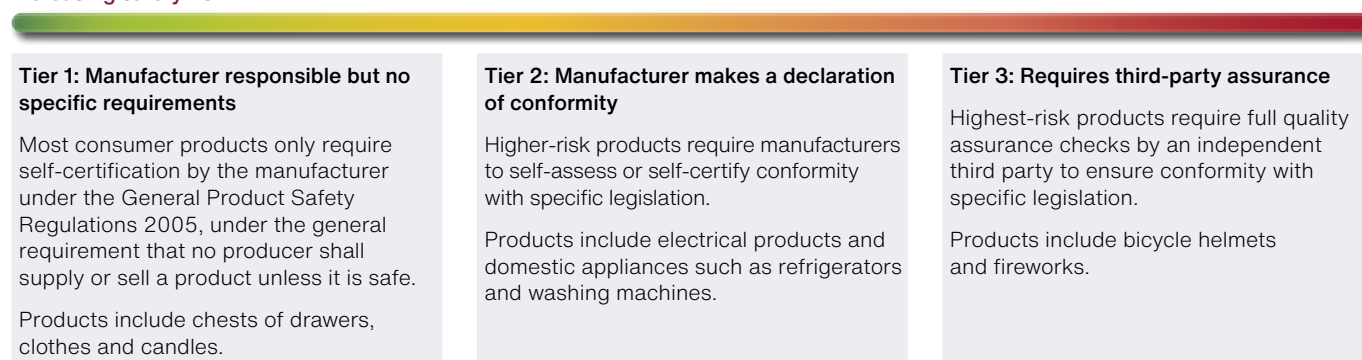 Tier 1: Manufacturer responsible but no
specific requirements
Most consumer products only require
self-certification by the manufacturer
under the General Product Safety
Regulations 2005, under the general
requirement that no producer shall
supply or sell a product unless it is safe.
Products include chests of drawers,
clothes and candles.
Tier 2: Manufacturer makes a declaration
of conformity
Higher-risk products require manufacturers
to self-assess or self-certify conformity
with specific legislation.
Products include electrical products and
domestic appliances such as refrigerators
and washing machines.
Tier 3: Requires third-party assurance
Highest-risk products require full quality
assurance checks by an independent
third party to ensure conformity with
specific legislation.
Products include bicycle helmets
and fireworks.